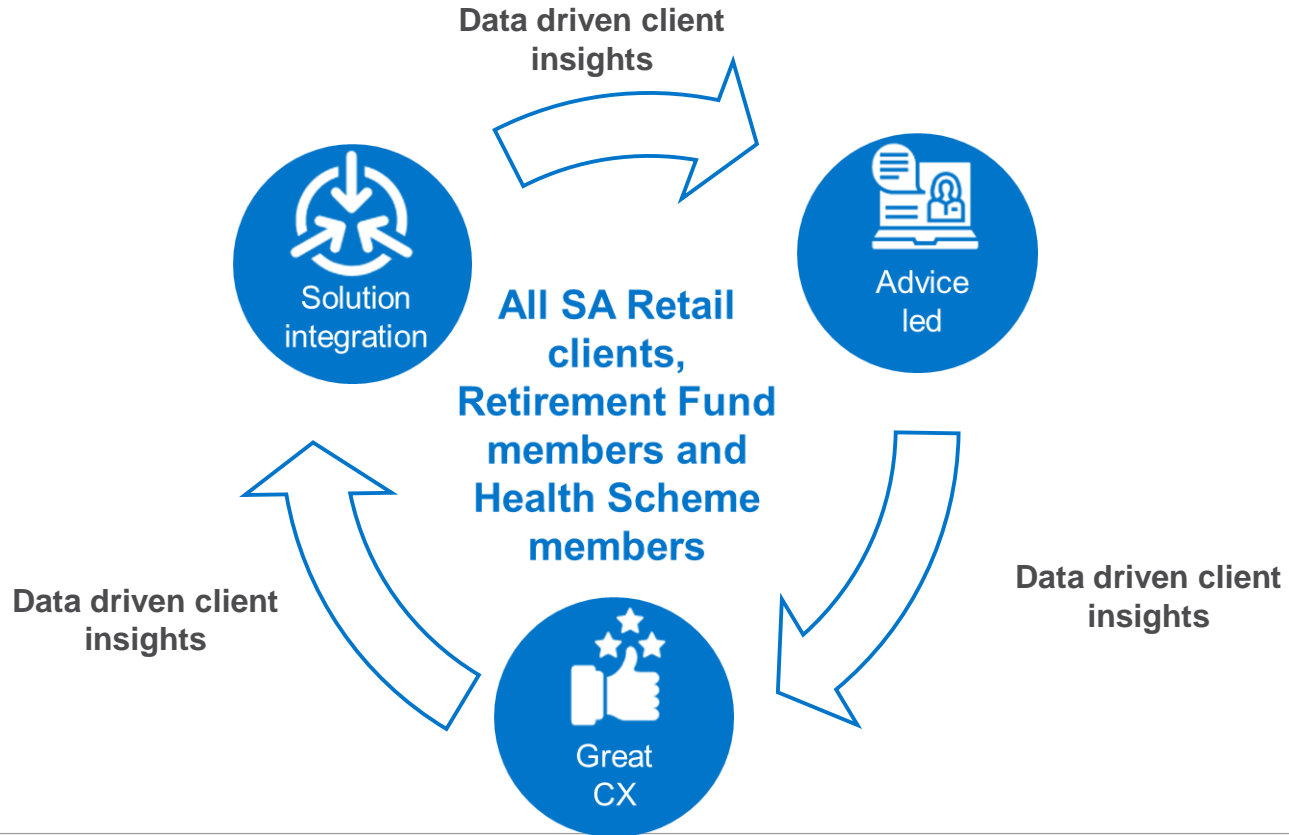 Data driven client
insights
Solution
integration
Advice
led
All SA Retail
clients,
Retirement Fund
members and
Health Scheme
members
Data driven client
insights
Data driven client
insights
Great
CX